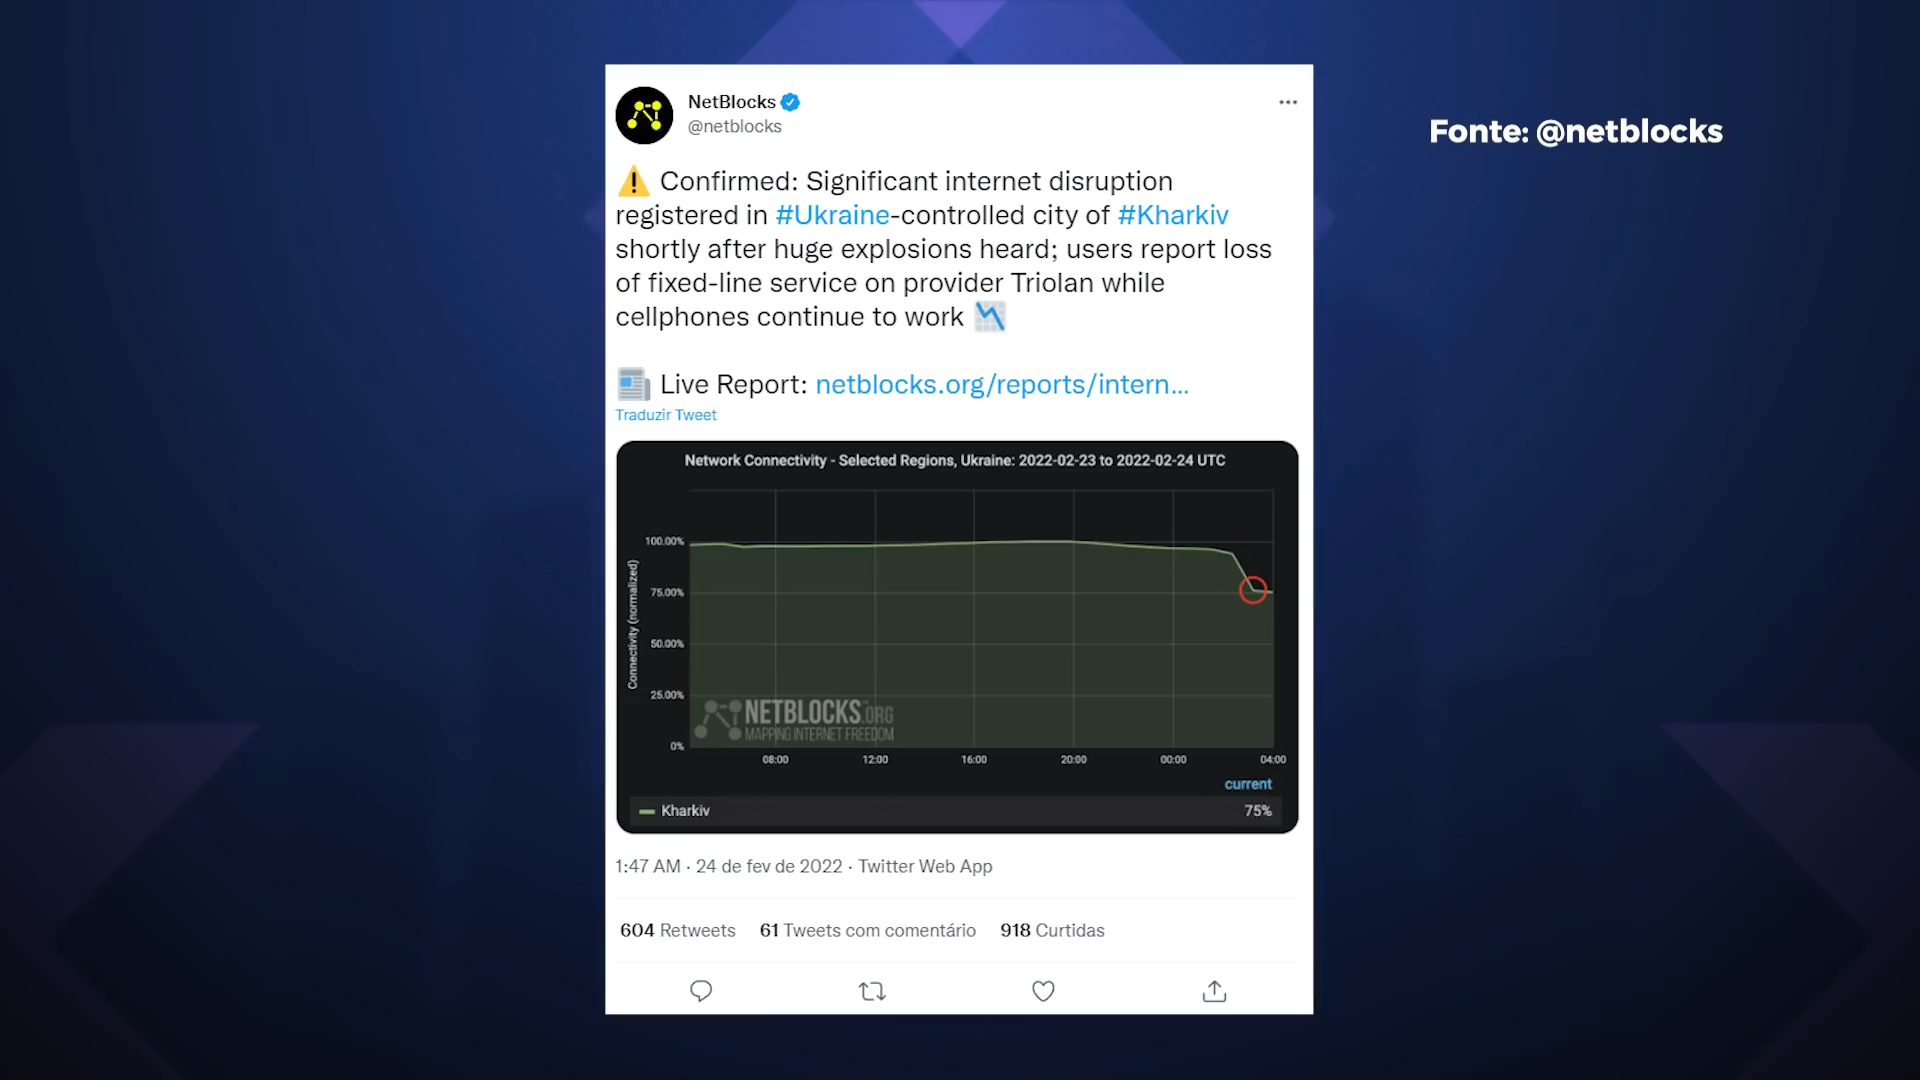 NetBlocks
@netblocks
Fonte: @netblocks
⚠️ Confirmed: Significant internet disruption
registered in #Ukraine-controlled city of #Kharkiv
shortly after huge explosions heard; users report loss
of fixed-line service on provider Triolan while
cellphones continue to work 📉
📰 Live Report: netblocks.org/reports/intern...
Traduzir Tweet
Network Connectivity - Selected Regions, Ukraine: 2022-02-23 to 2022-02-24 UTC
Connectivity (normalized)
100.00%
75.00%
50.00%
25.00%
0%
NETBLOCKS.ORG
MAPPING INTERNET FREEDOM
08:00 12:00 16:00 20:00 00:00 04:00
current
Kharkiv 75%
1:47 AM · 24 de fev de 2022 · Twitter Web App
604 Retweets 61 Tweets com comentário 918 Curtidas